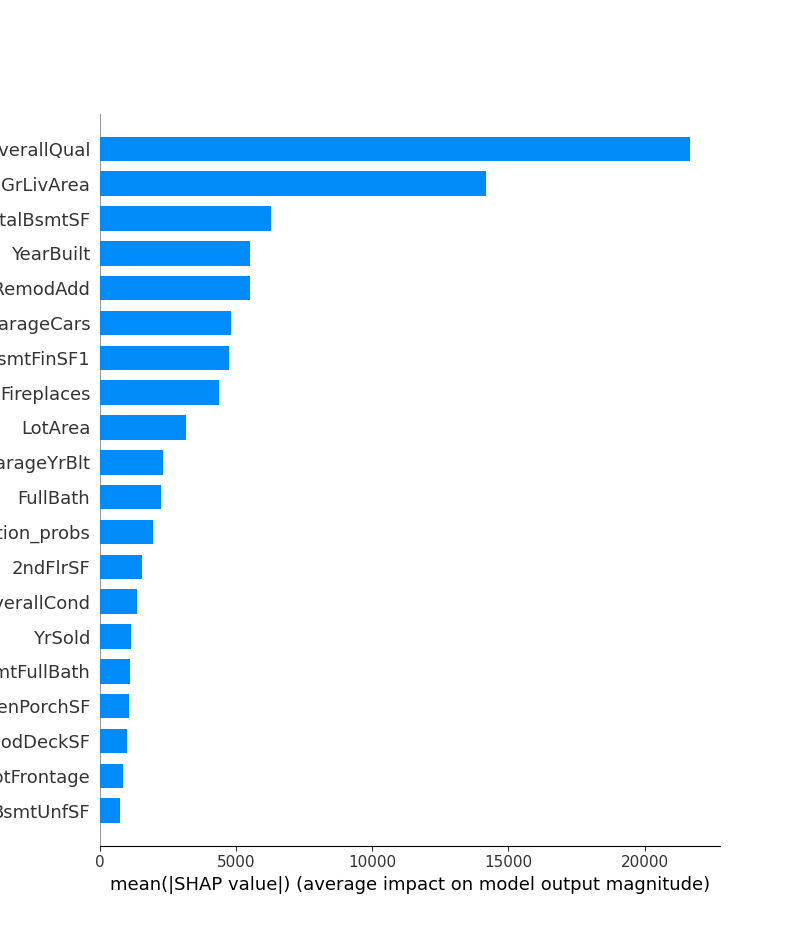 verallQual
GrLivArea
talBsmtSF
YearBuilt
RemodAdd
arageCars
smtFinSF1
Fireplaces
LotArea
arageYrBlt
FullBath
tion_probs
2ndFlrSF
verallCond
YrSold
mtFullBath
enPorchSF
odDeckSF
otFrontage
BsmtUnfSF
0 5000 10000 15000 20000
mean(|SHAP value|) (average impact on model output magnitude)